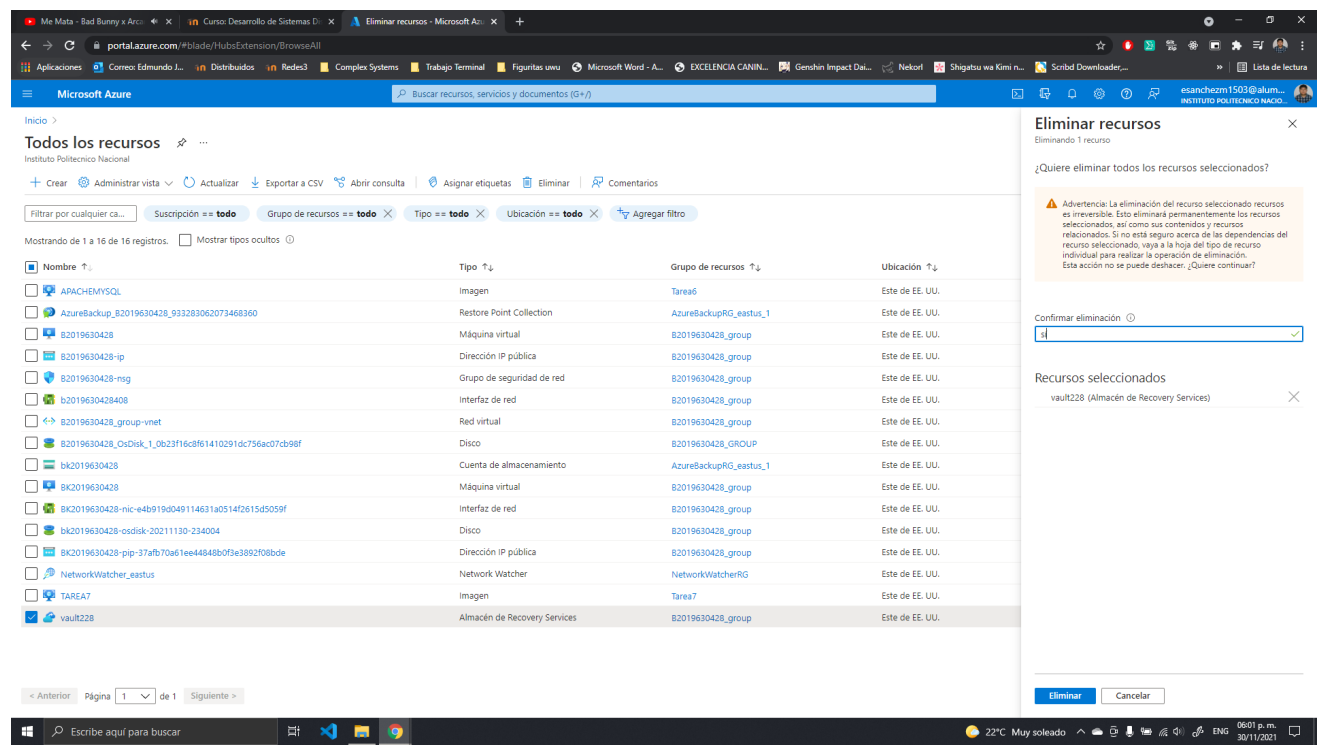 Me Mata - Bad Bunny x Arca
Curso: Desarrollo de Sistemas Di
Eliminar recursos - Microsoft Azu
portal.azure.com/#blade/HubsExtension/BrowseAll
Aplicaciones
Correo: Edmundo J...
Distribuidos
Redes3
Complex Systems
Trabajo Terminal
Figuritas uwu
Microsoft Word - A...
EXCELENCIA CANIN...
Genshin Impact Dai...
Nekori
Shigatsu wa Kimi n...
Scribd Downloader,...
»
Lista de lectura
Microsoft Azure
Buscar recursos, servicios y documentos (G+/)
esanchezm1503@alum...
INSTITUTO POLITECNICO NACIO...
Inicio >
Todos los recursos
Instituto Politecnico Nacional
Crear
Administrar vista
Actualizar
Exportar a CSV
Abrir consulta
Asignar etiquetas
Eliminar
Comentarios
Filtrar por cualquier ca...
Suscripción == todo
Grupo de recursos == todo
Tipo == todo
Ubicación == todo
Agregar filtro
Mostrando de 1 a 16 de 16 registros.
Mostrar tipos ocultos
Nombre Tipo Grupo de recursos Ubicación
APACHEMYSQL Imagen Tarea6 Este de EE. UU.
AzureBackup_B2019630428_933283062073468360 Restore Point Collection AzureBackupRG_eastus_1 Este de EE. UU.
B2019630428 Máquina virtual B2019630428_group Este de EE. UU.
B2019630428-ip Dirección IP pública B2019630428_group Este de EE. UU.
B2019630428-nsg Grupo de seguridad de red B2019630428_group Este de EE. UU.
b2019630428408 Interfaz de red B2019630428_group Este de EE. UU.
B2019630428_group-vnet Red virtual B2019630428_group Este de EE. UU.
B2019630428_OsDisk_1_0b23f16c8f61410291dc756ac07cb98f Disco B2019630428_GROUP Este de EE. UU.
bk2019630428 Cuenta de almacenamiento AzureBackupRG_eastus_1 Este de EE. UU.
BK2019630428 Máquina virtual B2019630428_group Este de EE. UU.
BK2019630428-nic-e4b919d049114631a0514f2615d5059f Interfaz de red B2019630428_group Este de EE. UU.
bk2019630428-osdisk-20211130-234004 Disco B2019630428_group Este de EE. UU.
BK2019630428-pip-37afb70a61ee44848b0f3e3892f08bde Dirección IP pública B2019630428_group Este de EE. UU.
NetworkWatcher_eastus Network Watcher NetworkWatcherRG Este de EE. UU.
TAREA7 Imagen Tarea7 Este de EE. UU.
vault228 Almacén de Recovery Services B2019630428_group Este de EE. UU.
< Anterior Página 1 de 1 Siguiente >
Eliminar recursos
Eliminando 1 recurso
¿Quiere eliminar todos los recursos seleccionados?
Advertencia: La eliminación del recurso seleccionado recursos
es irreversible. Esto eliminará permanentemente los recursos
seleccionados, así como sus contenidos y recursos
relacionados. Si no está seguro acerca de las dependencias del
recurso seleccionado, vaya a la hoja del tipo de recurso
individual para realizar la operación de eliminación.
Esta acción no se puede deshacer. ¿Quiere continuar?
Confirmar eliminación
si
Recursos seleccionados
vault228 (Almacén de Recovery Services)
Eliminar
Cancelar
Escribe aquí para buscar
22°C Muy soleado
ENG
06:01 p. m.
30/11/2021